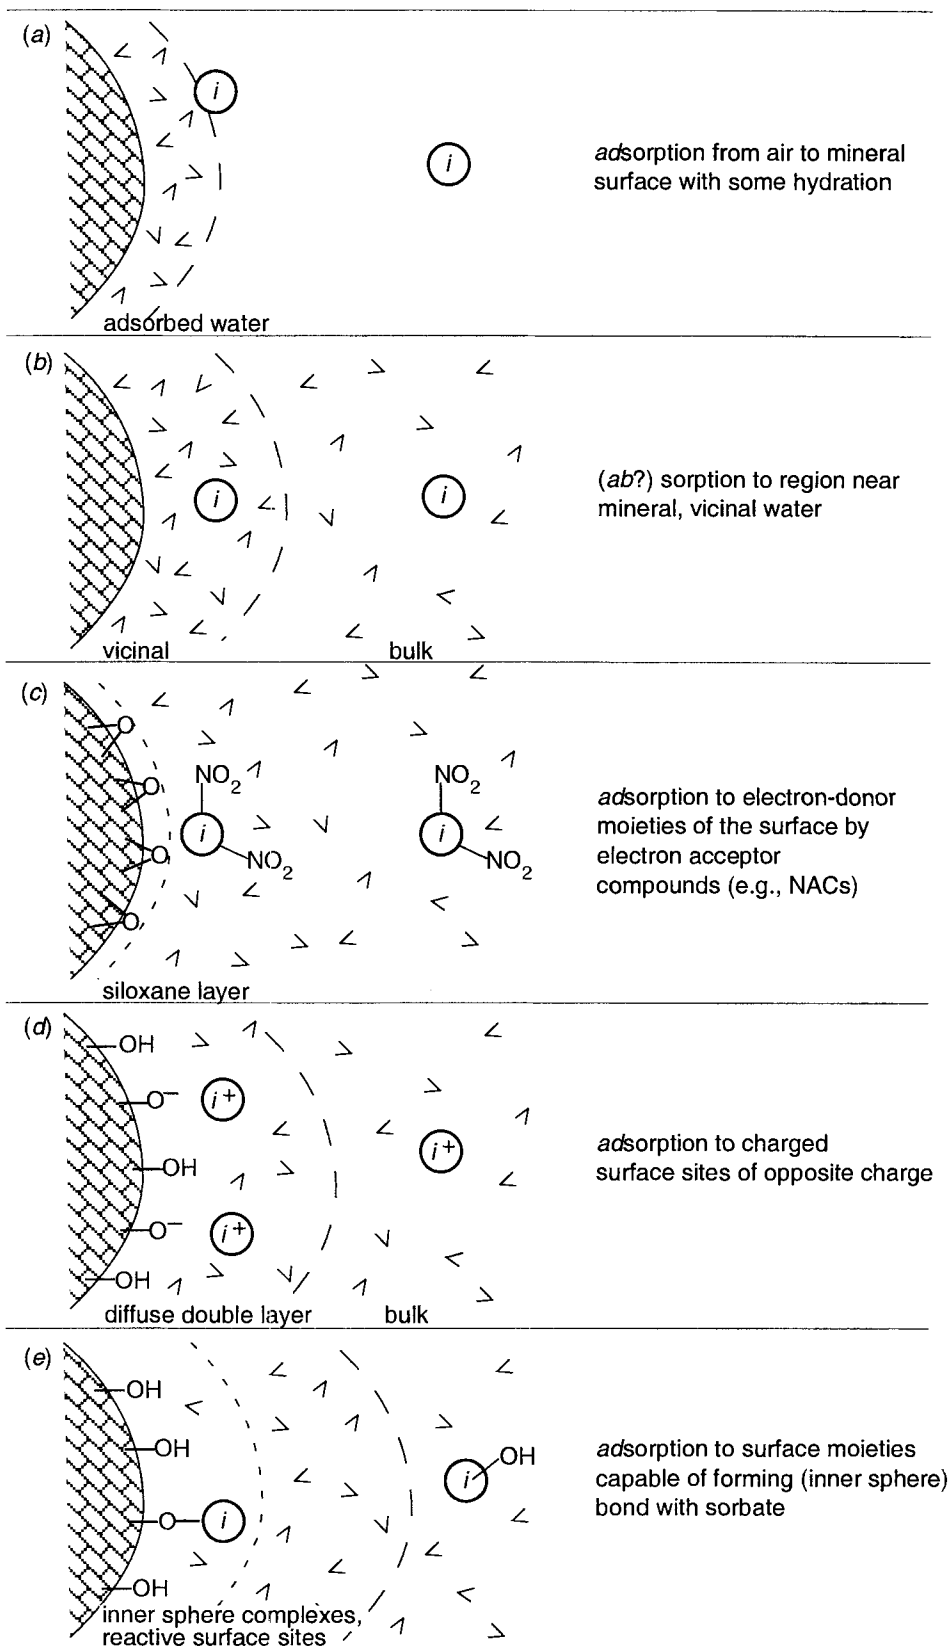 (a)
i
i
adsorption from air to mineral
surface with some hydration
adsorbed water
(b)
i
i
(ab?) sorption to region near
mineral, vicinal water
vicinal
bulk
(c)
O
O
O
O
NO2
i
NO2
NO2
i
NO2
adsorption to electron-donor
moieties of the surface by
electron acceptor
compounds (e.g., NACs)
siloxane layer
(d)
OH
O−
OH
O−
OH
i+
i+
i+
adsorption to charged
surface sites of opposite charge
diffuse double layer
bulk
(e)
OH
OH
O
i
OH
i
OH
adsorption to surface moieties
capable of forming (inner sphere)
bond with sorbate
inner sphere complexes,
reactive surface sites